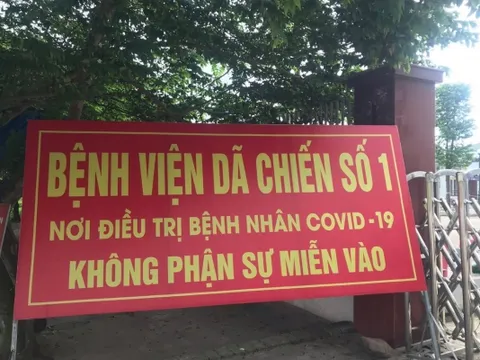 BỆNH VIỆN DÃ CHIẾN SỐ 1
NƠI ĐIỀU TRỊ BỆNH NHÂN COVID -19
KHÔNG PHẬN SỰ MIỄN VÀO